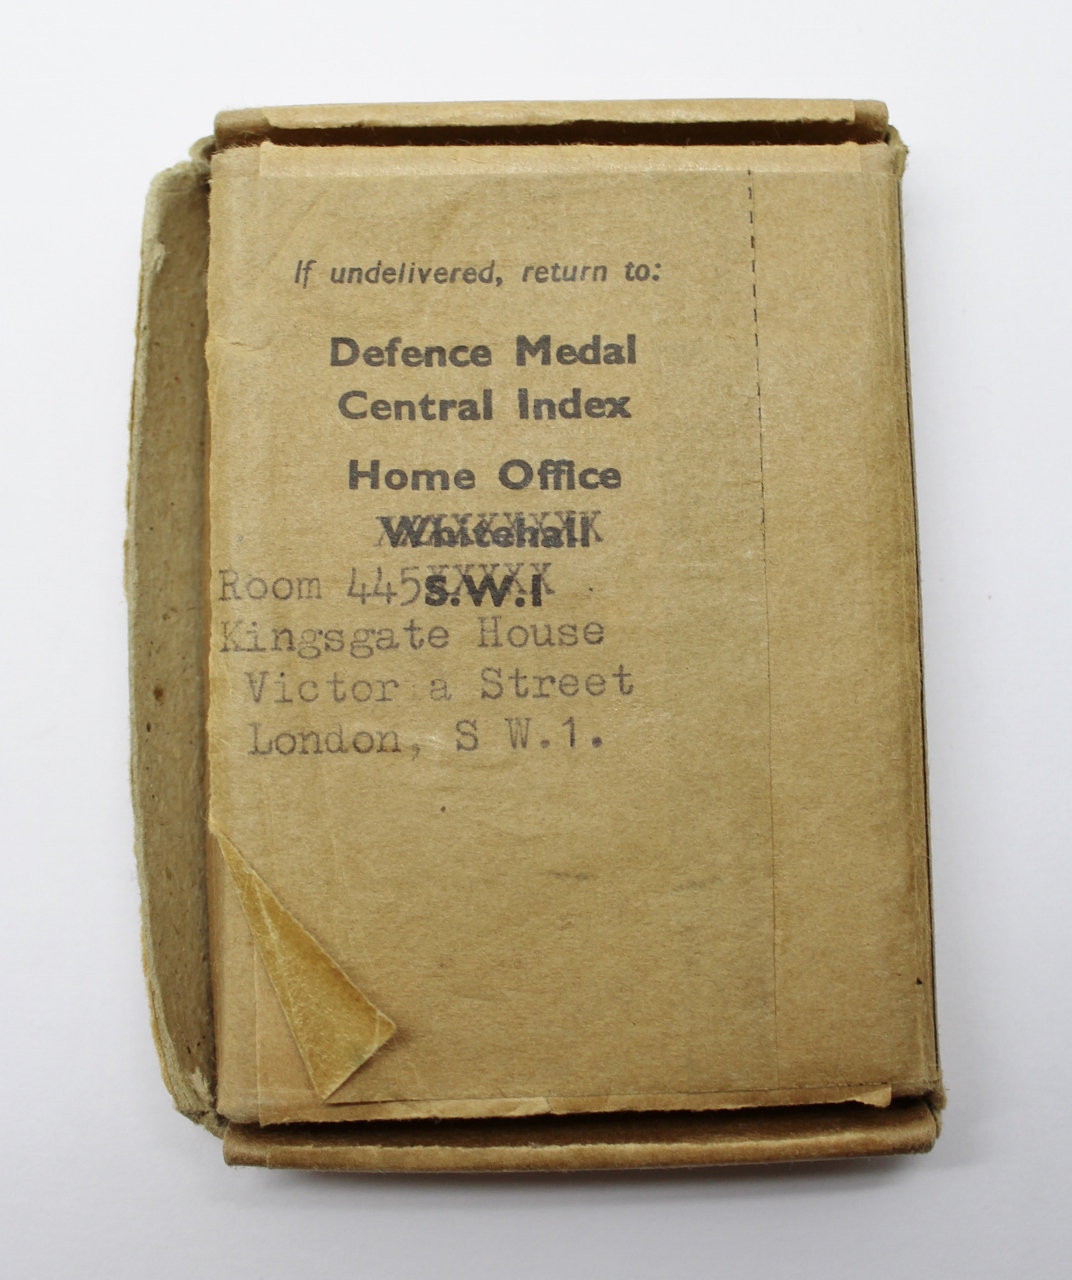 If undelivered, return to:
Defence Medal
Central Index
Home Office
Whitehall
Room 445 S.W.1
Kingsgate House
Victor a Street
London, S W.1.